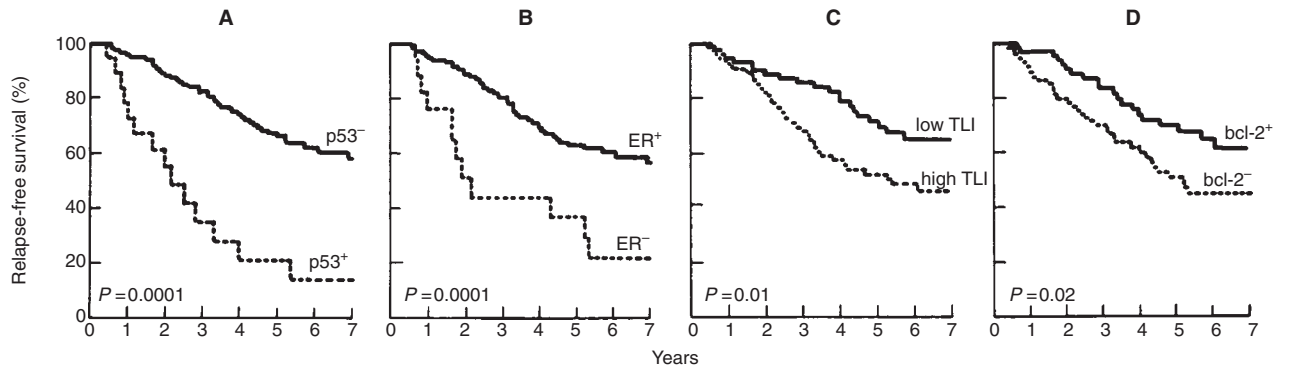 A B C D
Relapse-free survival (%)
100
80
60
40
20
0
p53⁻
p53⁺
P=0.0001
0 1 2 3 4 5 6 7
ER⁺
ER⁻
P=0.0001
0 1 2 3 4 5 6 7
low TLI
high TLI
P=0.01
0 1 2 3 4 5 6 7
bcl-2⁺
bcl-2⁻
P=0.02
0 1 2 3 4 5 6 7
Years